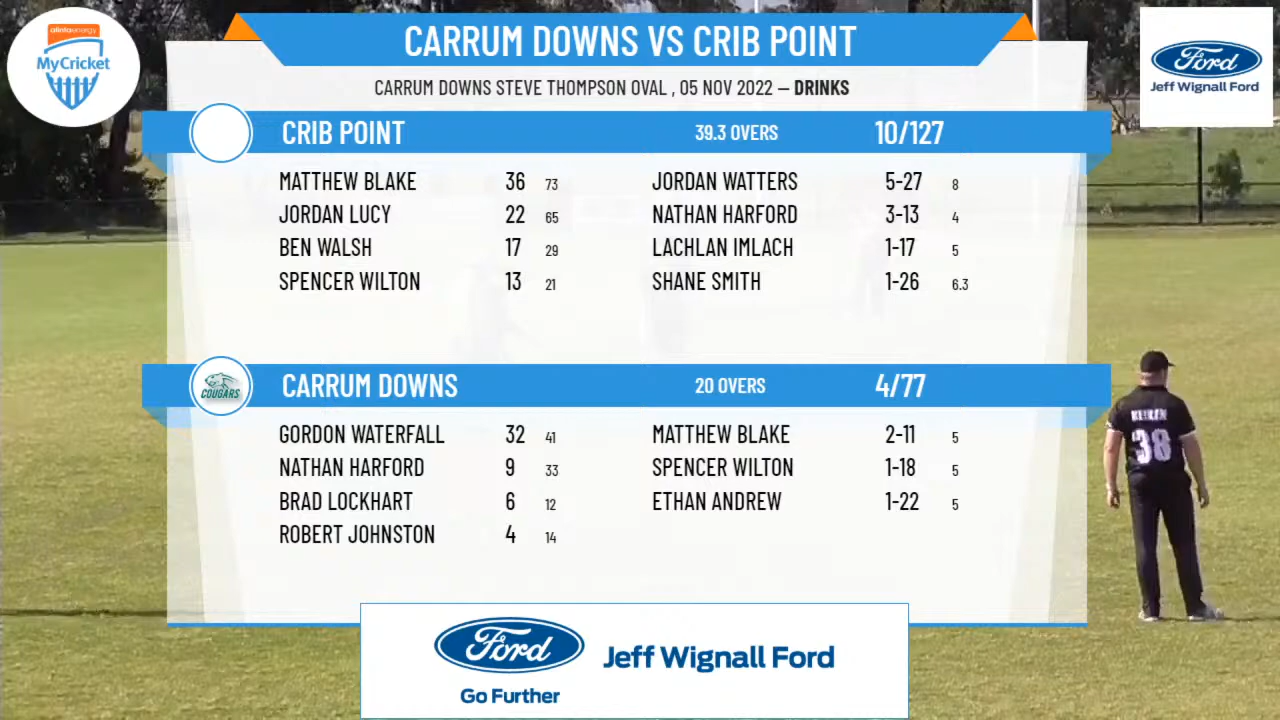 alintaenergy
MyCricket
CARRUM DOWNS VS CRIB POINT
CARRUM DOWNS STEVE THOMPSON OVAL , 05 NOV 2022 — DRINKS
Ford
Jeff Wignall Ford
CRIB POINT 39.3 OVERS 10/127
MATTHEW BLAKE 36 73 JORDAN WATTERS 5-27 8
JORDAN LUCY 22 65 NATHAN HARFORD 3-13 4
BEN WALSH 17 29 LACHLAN IMLACH 1-17 5
SPENCER WILTON 13 21 SHANE SMITH 1-26 6.3
COUGARS CARRUM DOWNS 20 OVERS 4/77
GORDON WATERFALL 32 41 MATTHEW BLAKE 2-11 5
NATHAN HARFORD 9 33 SPENCER WILTON 1-18 5
BRAD LOCKHART 6 12 ETHAN ANDREW 1-22 5
ROBERT JOHNSTON 4 14
38
Ford Jeff Wignall Ford
Go Further